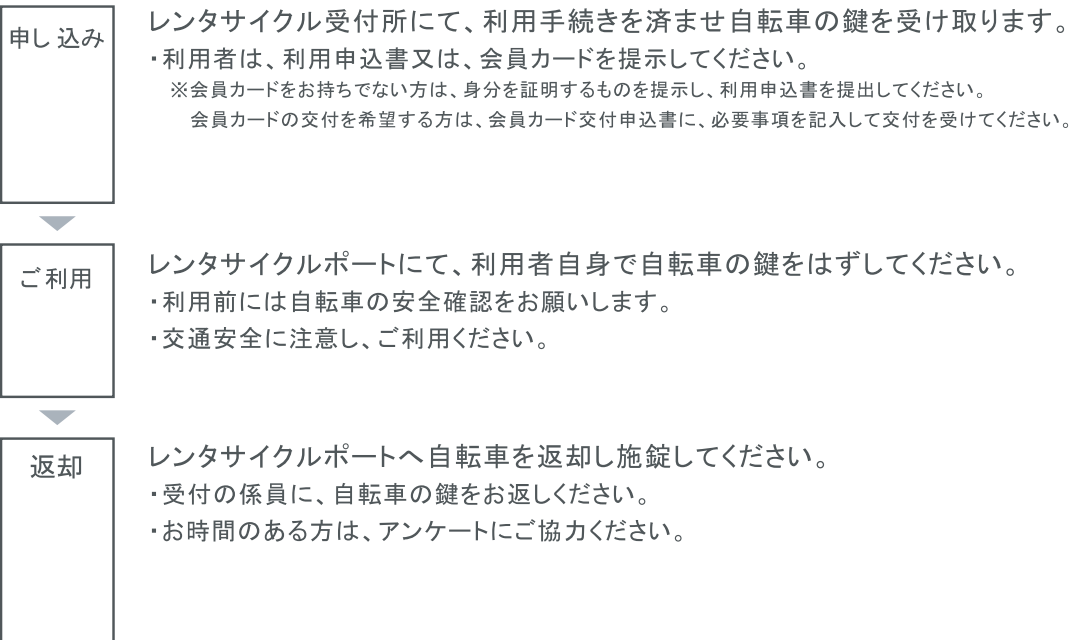 申し込み
レンタサイクル受付所にて、利用手続きを済ませ自転車の鍵を受け取ります。
・利用者は、利用申込書又は、会員カードを提示してください。
※会員カードをお持ちでない方は、身分を証明するものを提示し、利用申込書を提出してください。
会員カードの交付を希望する方は、会員カード交付申込書に、必要事項を記入して交付を受けてください。
ご利用
レンタサイクルポートにて、利用者自身で自転車の鍵をはずしてください。
・利用前には自転車の安全確認をお願いします。
・交通安全に注意し、ご利用ください。
返却
レンタサイクルポートへ自転車を返却し施錠してください。
・受付の係員に、自転車の鍵をお返しください。
・お時間のある方は、アンケートにご協力ください。